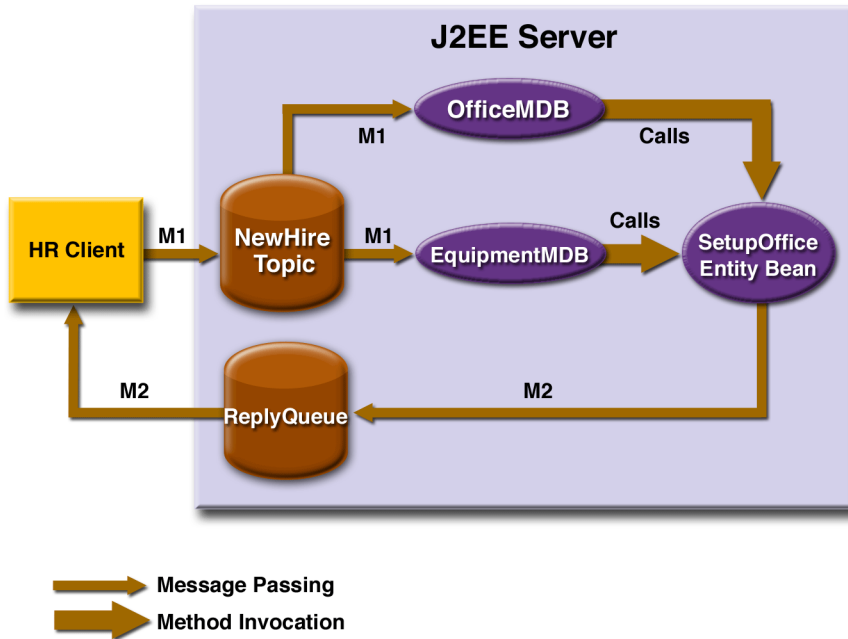 J2EE Server
OfficeMDB
M1
Calls
HR Client
M1
NewHire
Topic
M1
EquipmentMDB
Calls
SetupOffice
Entity Bean
M2
ReplyQueue
M2
Message Passing
Method Invocation